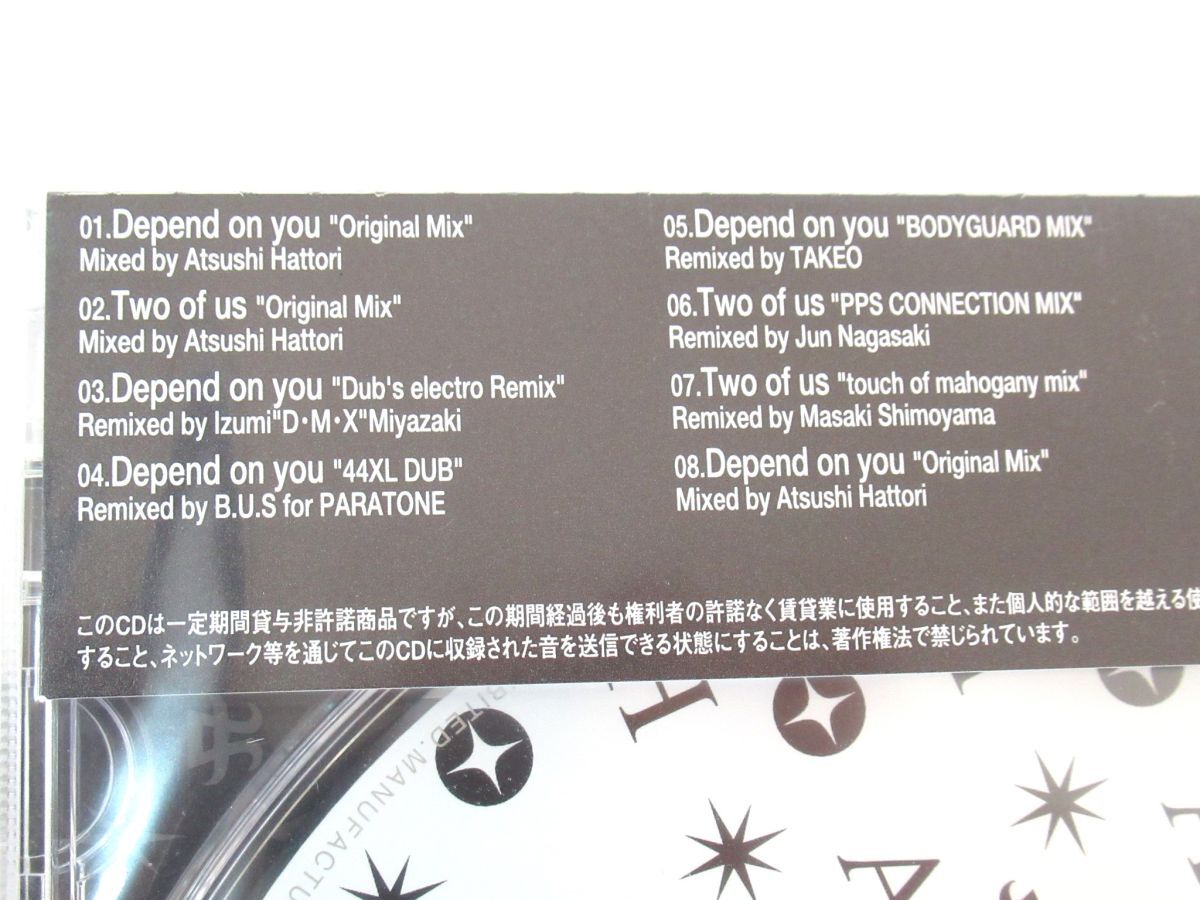 01.Depend on you "Original Mix"
Mixed by Atsushi Hattori
02.Two of us "Original Mix"
Mixed by Atsushi Hattori
03.Depend on you "Dub's electro Remix"
Remixed by Izumi"D・M・X"Miyazaki
04.Depend on you "44XL DUB"
Remixed by B.U.S for PARATONE
05.Depend on you "BODYGUARD MIX"
Remixed by TAKEO
06.Two of us "PPS CONNECTION MIX"
Remixed by Jun Nagasaki
07.Two of us "touch of mahogany mix"
Remixed by Masaki Shimoyama
08.Depend on you "Original Mix"
Mixed by Atsushi Hattori
このCDは一定期間貸与非許諾商品ですが、この期間経過後も権利者の許諾なく賃貸業に使用すること、また個人的な範囲を越える使
すること、ネットワーク等を通じてこのCDに収録された音を送信できる状態にすることは、著作権法で禁じられています。
BITED.MANUFACTU
H
A